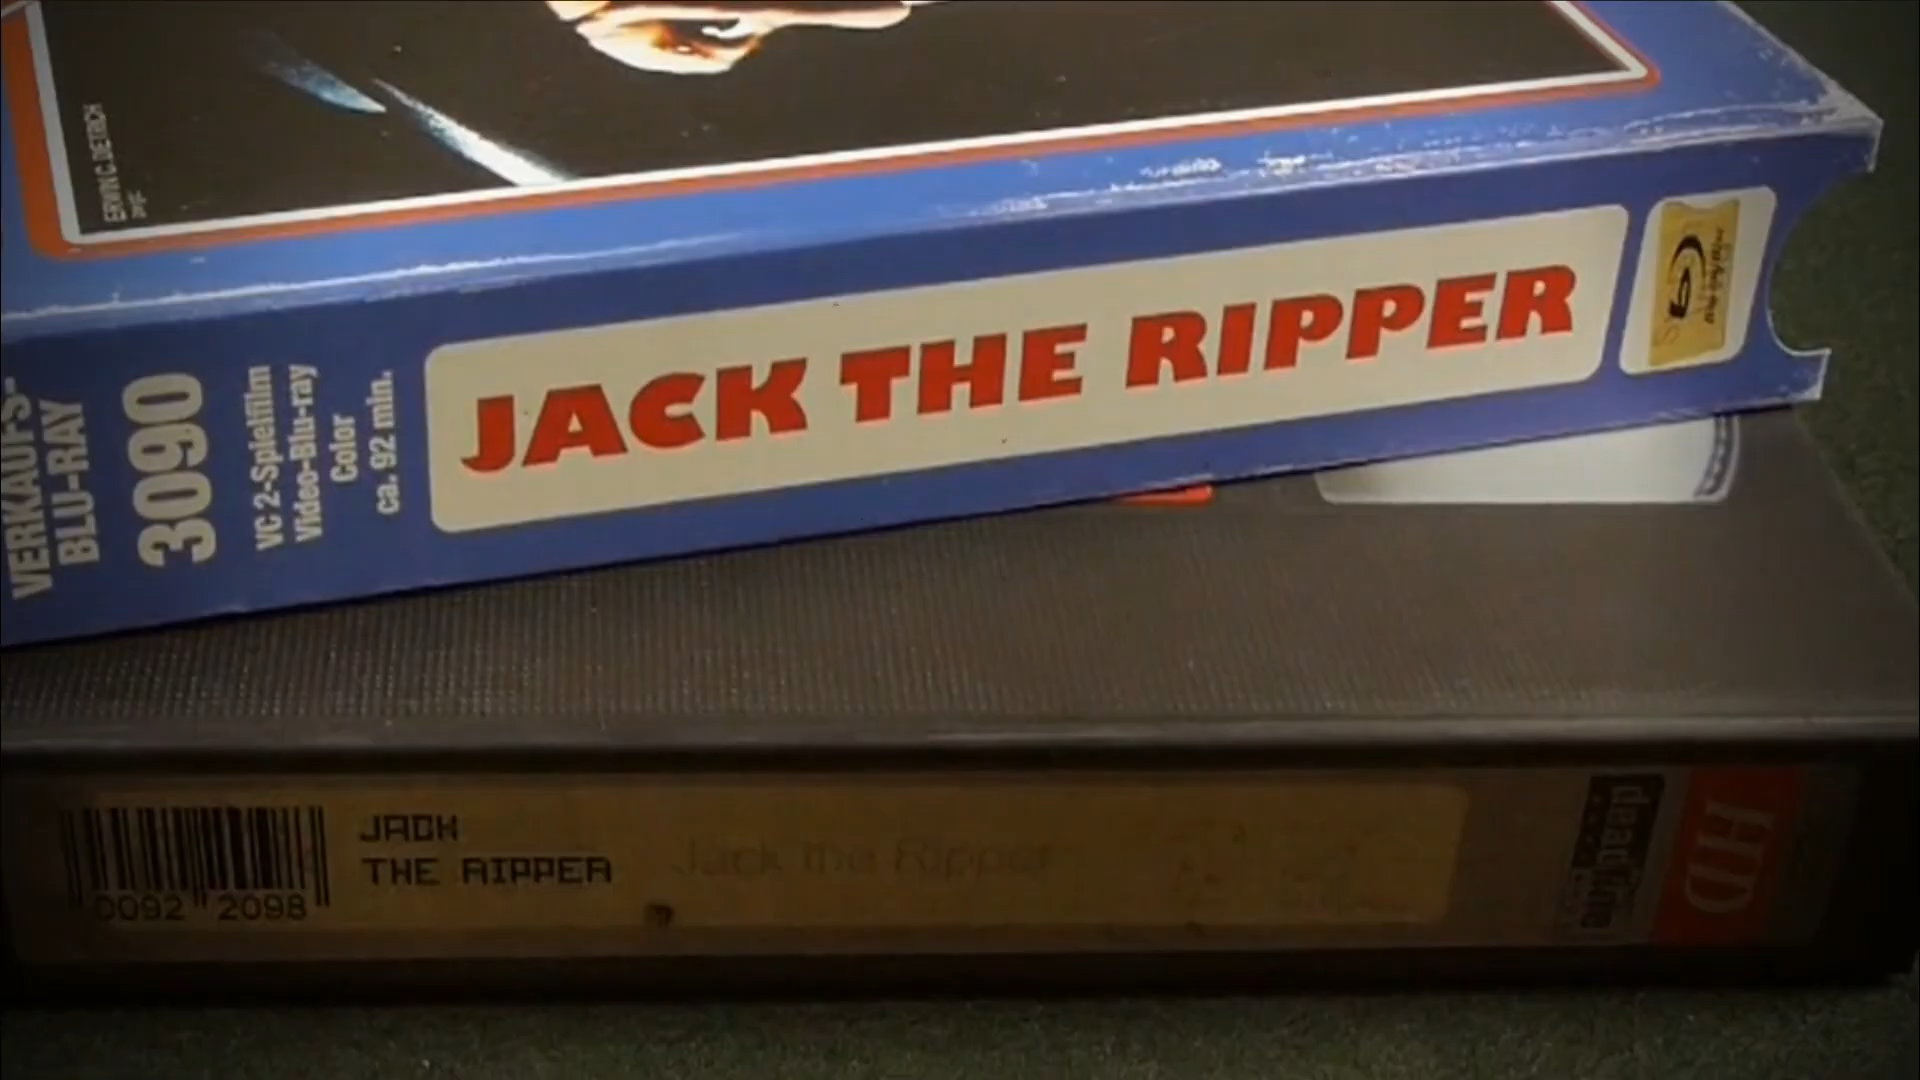 ERWIN C. DIETRICH
VERKAUFS-
BLU-RAY
3090
VC 2-Spielfilm
Video-Blu-ray
Color
ca. 92 min.
JACK THE RIPPER
JACK
THE RIPPER
0092 2098
Jack the Ripper
deadline
HD